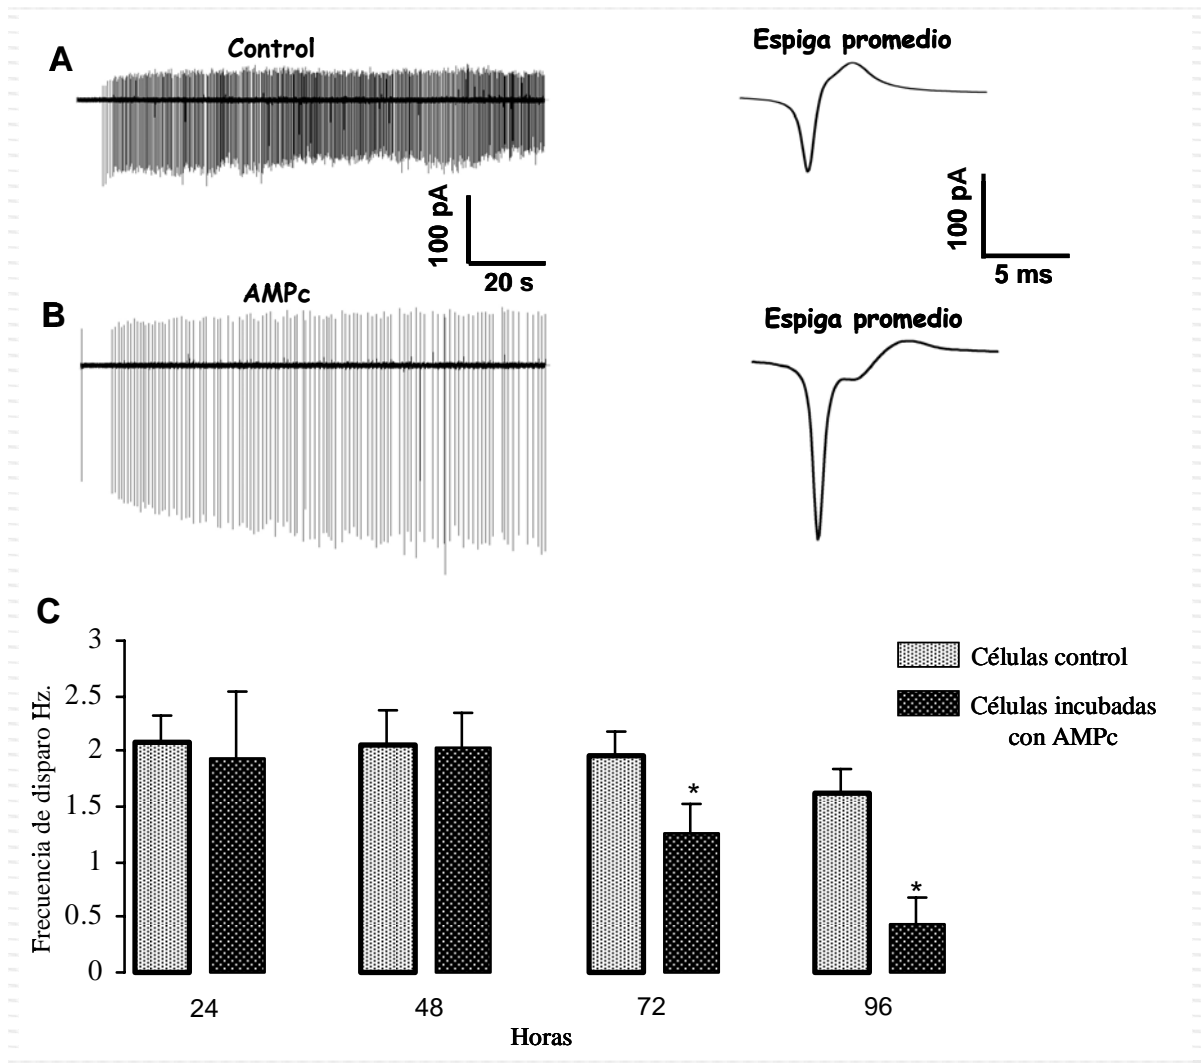 A
Control
Espiga promedio
100 pA
20 s
100 pA
5 ms
B
AMPc
Espiga promedio
C
3
2.5
2
1.5
1
0.5
0
Frecuencia de disparo Hz.
*
*
24
48
72
96
Horas
Células control
Células incubadas
con AMPc